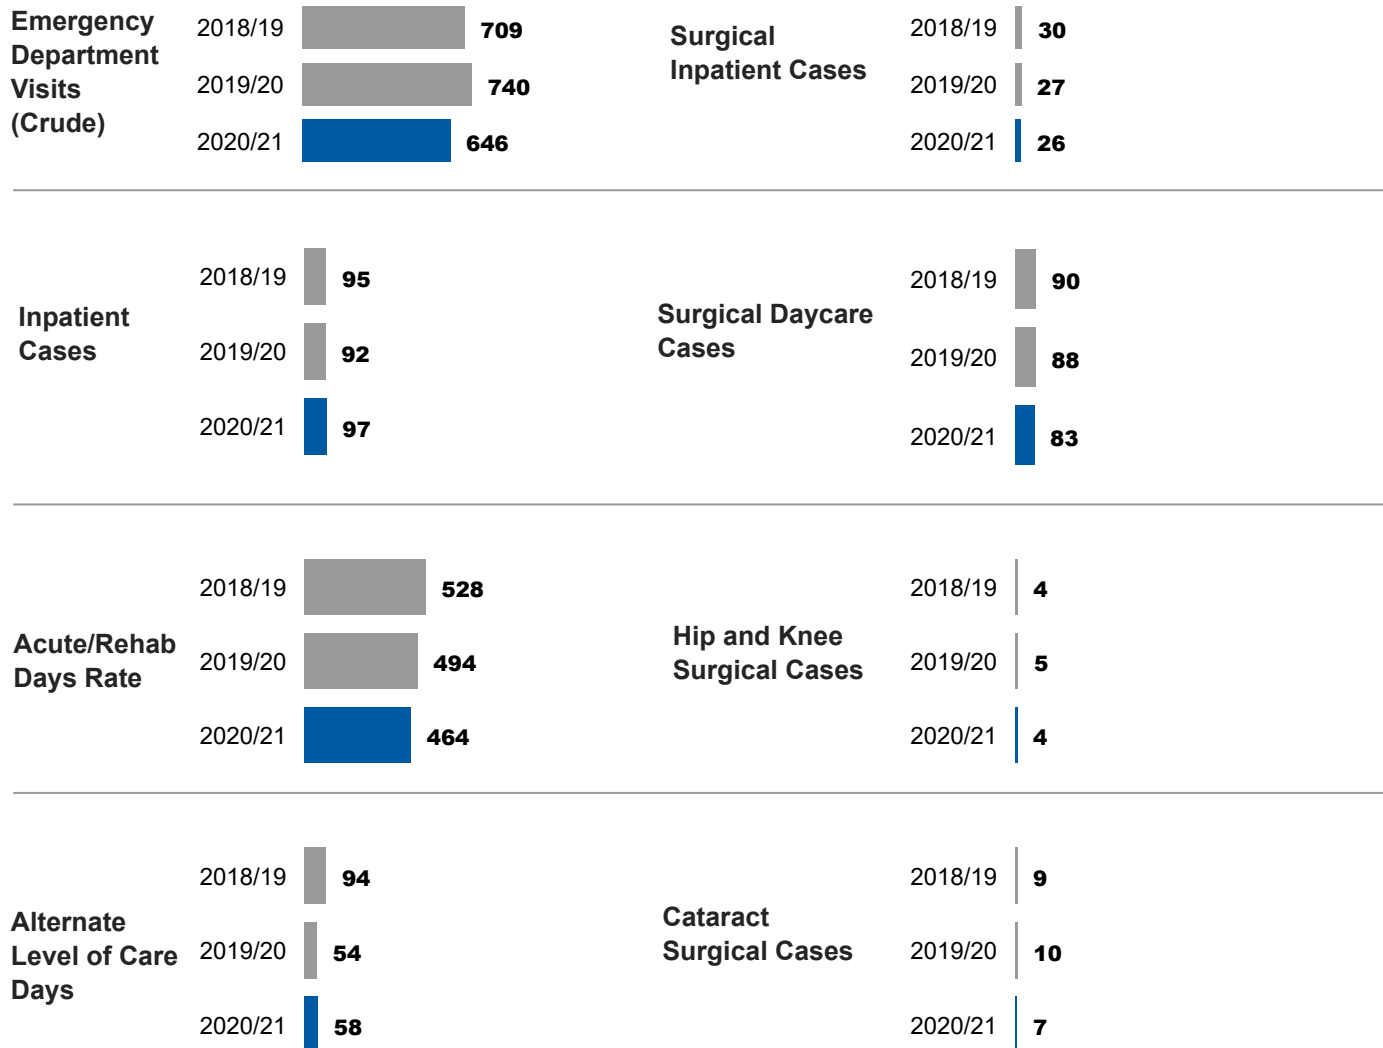 Emergency
Department
Visits
(Crude)
2018/19 709
2019/20 740
2020/21 646
Surgical
Inpatient Cases
2018/19 30
2019/20 27
2020/21 26
Inpatient
Cases
2018/19 95
2019/20 92
2020/21 97
Surgical Daycare
Cases
2018/19 90
2019/20 88
2020/21 83
Acute/Rehab
Days Rate
2018/19 528
2019/20 494
2020/21 464
Hip and Knee
Surgical Cases
2018/19 4
2019/20 5
2020/21 4
Alternate
Level of Care
Days
2018/19 94
2019/20 54
2020/21 58
Cataract
Surgical Cases
2018/19 9
2019/20 10
2020/21 7